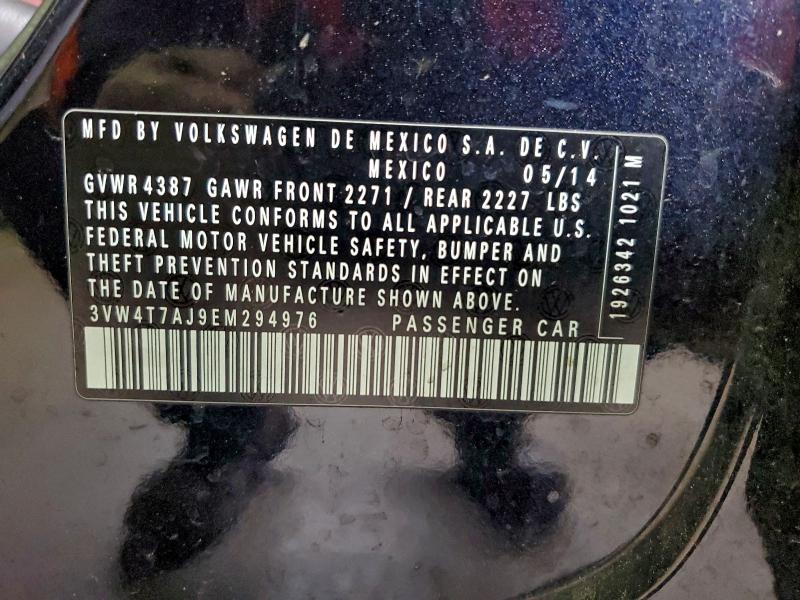 MFD BY VOLKSWAGEN DE MEXICO S.A. DE C.V.
MEXICO 05/14
GVWR 4387 GAWR FRONT 2271 / REAR 2227 LBS
THIS VEHICLE CONFORMS TO ALL APPLICABLE U.S.
FEDERAL MOTOR VEHICLE SAFETY, BUMPER AND
THEFT PREVENTION STANDARDS IN EFFECT ON
THE DATE OF MANUFACTURE SHOWN ABOVE.
3VW4T7AJ9EM294976 PASSENGER CAR
1926342 1021 M